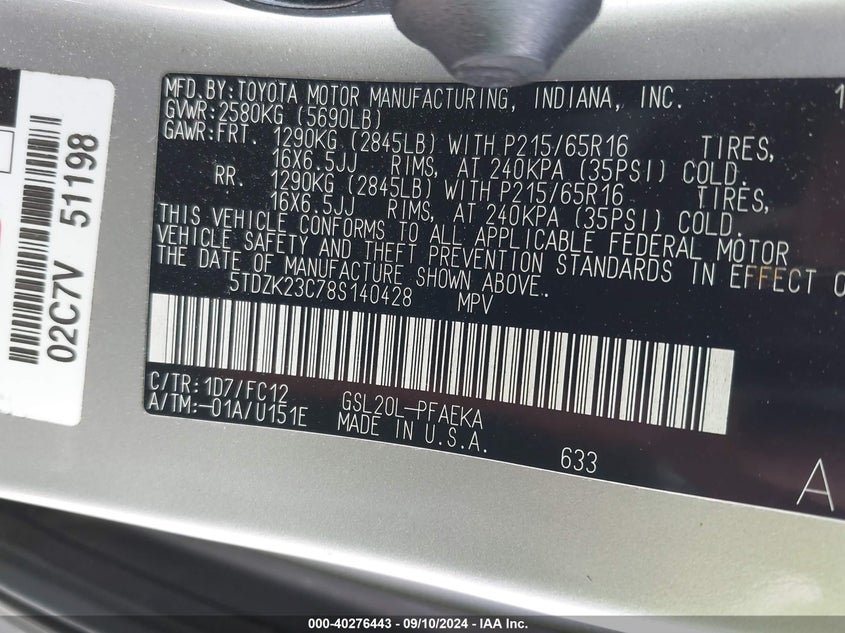 MFD.BY:TOYOTA MOTOR MANUFACTURING, INDIANA, INC. 1
GVWR:2580KG (5690LB)
GAWR:FRT. 1290KG (2845LB) WITH P215/65R16 TIRES,
16X6.5JJ RIMS, AT 240KPA (35PSI) COLD.
RR. 1290KG (2845LB) WITH P215/65R16 TIRES,
16X6.5JJ RIMS, AT 240KPA (35PSI) COLD.
THIS VEHICLE CONFORMS TO ALL APPLICABLE FEDERAL MOTOR
VEHICLE SAFETY AND THEFT PREVENTION STANDARDS IN EFFECT O
THE DATE OF MANUFACTURE SHOWN ABOVE.
5TDZK23C78S140428 MPV
C/TR:1D7/FC12 GSL20L-PFAEKA
A/TM:-01A/U151E MADE IN U.S.A.
633
A
02C7V 51198
000-40276443 - 09/10/2024 - IAA Inc.